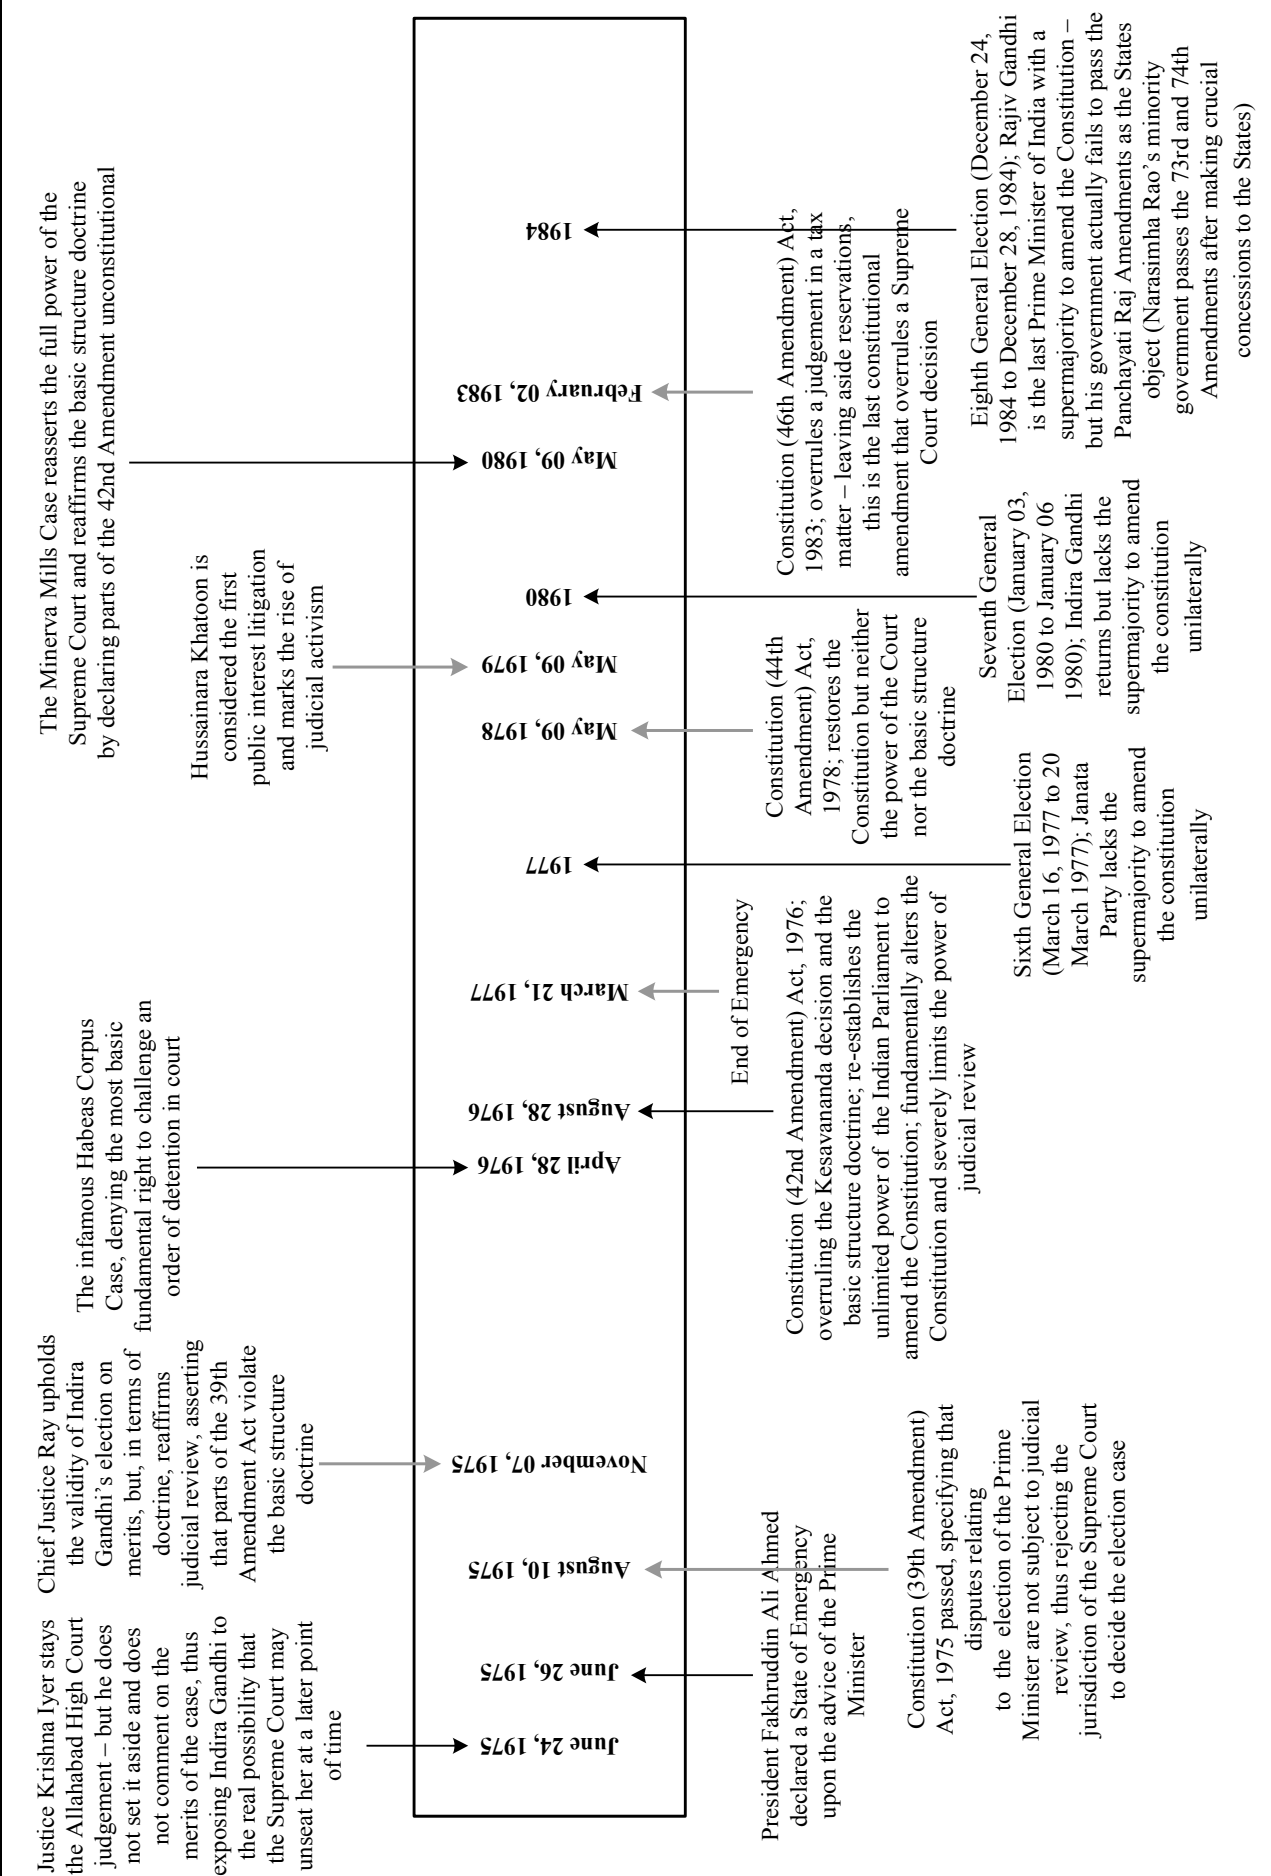 Justice Krishna Iyer stays
the Allahabad High Court
judgement – but he does
not set it aside and does
not comment on the
merits of the case, thus
exposing Indira Gandhi to
the real possibility that
the Supreme Court may
unseat her at a later point
of time
Chief Justice Ray upholds
the validity of Indira
Gandhi's election on
merits, but, in terms of
doctrine, reaffirms
judicial review, asserting
that parts of the 39th
Amendment Act violate
the basic structure
doctrine
The infamous Habeas Corpus
Case, denying the most basic
fundamental right to challenge an
order of detention in court
Hussainara Khatoon is
considered the first
public interest litigation
and marks the rise of
judicial activism
The Minerva Mills Case reasserts the full power of the
Supreme Court and reaffirms the basic structure doctrine
by declaring parts of the 42nd Amendment unconstitutional
June 24, 1975
June 26, 1975
August 10, 1975
November 07, 1975
April 28, 1976
August 28, 1976
March 21, 1977
1977
May 09, 1978
May 09, 1979
1980
May 09, 1980
February 02, 1983
1984
President Fakhruddin Ali Ahmed
declared a State of Emergency
upon the advice of the Prime
Minister
Constitution (39th Amendment)
Act, 1975 passed, specifying that
disputes relating
to the election of the Prime
Minister are not subject to judicial
review, thus rejecting the
jurisdiction of the Supreme Court
to decide the election case
Constitution (42nd Amendment) Act, 1976;
overruling the Kesavananda decision and the
basic structure doctrine; re-establishes the
unlimited power of the Indian Parliament to
amend the Constitution; fundamentally alters the
Constitution and severely limits the power of
judicial review
End of Emergency
Sixth General Election
(March 16, 1977 to 20
March 1977); Janata
Party lacks the
supermajority to amend
the constitution
unilaterally
Constitution (44th
Amendment) Act,
1978; restores the
Constitution but neither
the power of the Court
nor the basic structure
doctrine
Seventh General
Election (January 03,
1980 to January 06
1980); Indira Gandhi
returns but lacks the
supermajority to amend
the constitution
unilaterally
Constitution (46th Amendment) Act,
1983; overrules a judgement in a tax
matter – leaving aside reservations,
this is the last constitutional
amendment that overrules a Supreme
Court decision
Eighth General Election (December 24,
1984 to December 28, 1984); Rajiv Gandhi
is the last Prime Minister of India with a
supermajority to amend the Constitution –
but his government actually fails to pass the
Panchayati Raj Amendments as the States
object (Narasimha Rao's minority
government passes the 73rd and 74th
Amendments after making crucial
concessions to the States)